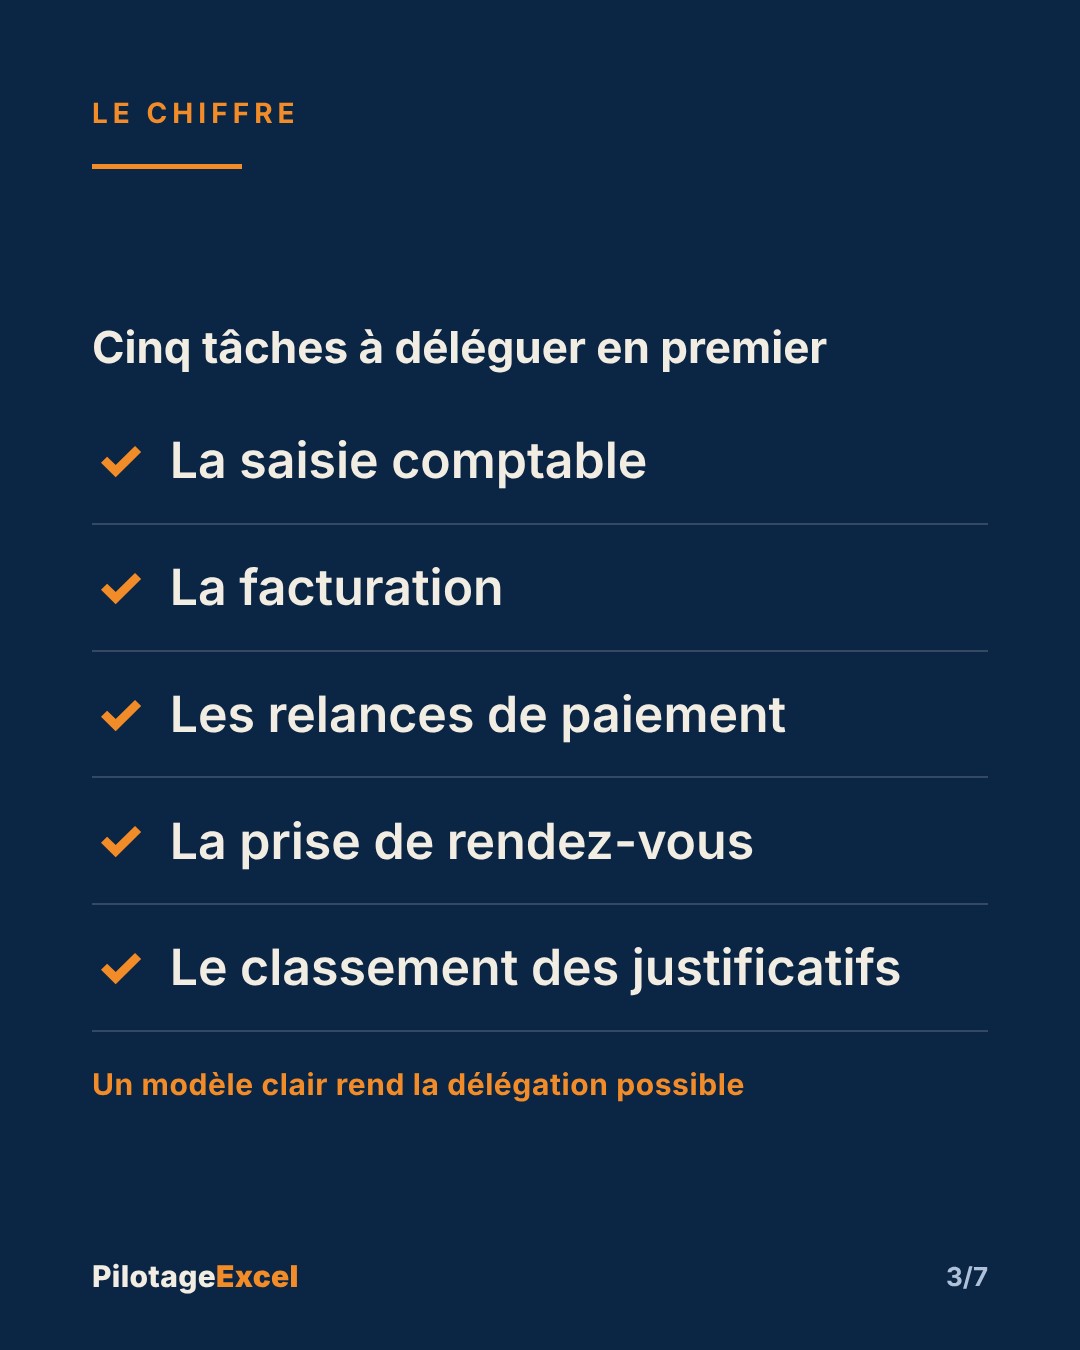 LE CHIFFRE
Cinq tâches à déléguer en premier
La saisie comptable
La facturation
Les relances de paiement
La prise de rendez-vous
Le classement des justificatifs
Un modèle clair rend la délégation possible
PilotageExcel
3/7